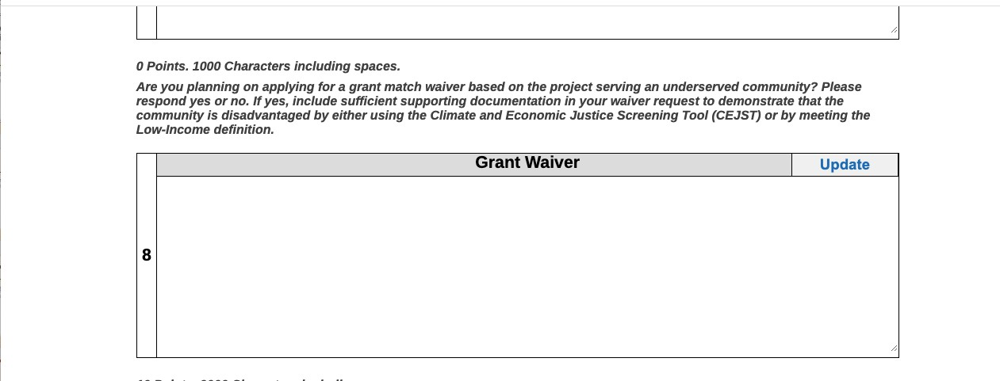 0 Points. 1000 Characters including spaces.
Are you planning on applying for a grant match waiver based on the project serving an underserved community? Please
respond yes or no. If yes, include sufficient supporting documentation in your waiver request to demonstrate that the
community is disadvantaged by either using the Climate and Economic Justice Screening Tool (CEJST) or by meeting the
Low-Income definition.
Grant Waiver
Update
8